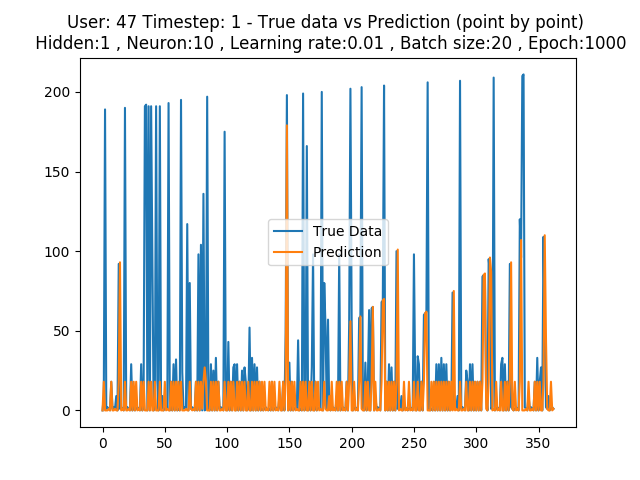 User: 47 Timestep: 1 - True data vs Prediction (point by point)
Hidden:1 , Neuron:10 , Learning rate:0.01 , Batch size:20 , Epoch:1000
200
150
100
50
0
True Data
Prediction
0 50 100 150 200 250 300 350